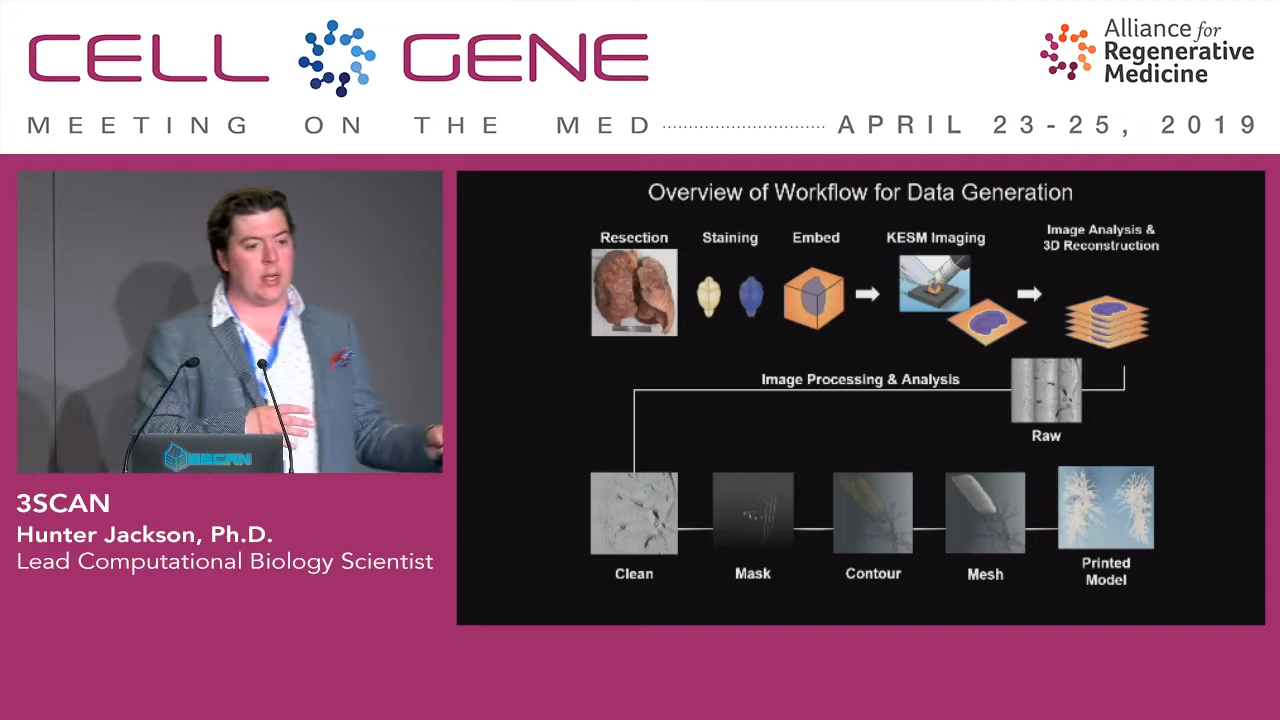 CELL GENE
Alliance for
Regenerative
Medicine
MEETING ON THE MED APRIL 23-25, 2019
Overview of Workflow for Data Generation
Resection Staining Embed KESM Imaging Image Analysis &
3D Reconstruction
Image Processing & Analysis
Raw
3SCAN
Clean Mask Contour Mesh Printed
Model
3SCAN
Hunter Jackson, Ph.D.
Lead Computational Biology Scientist